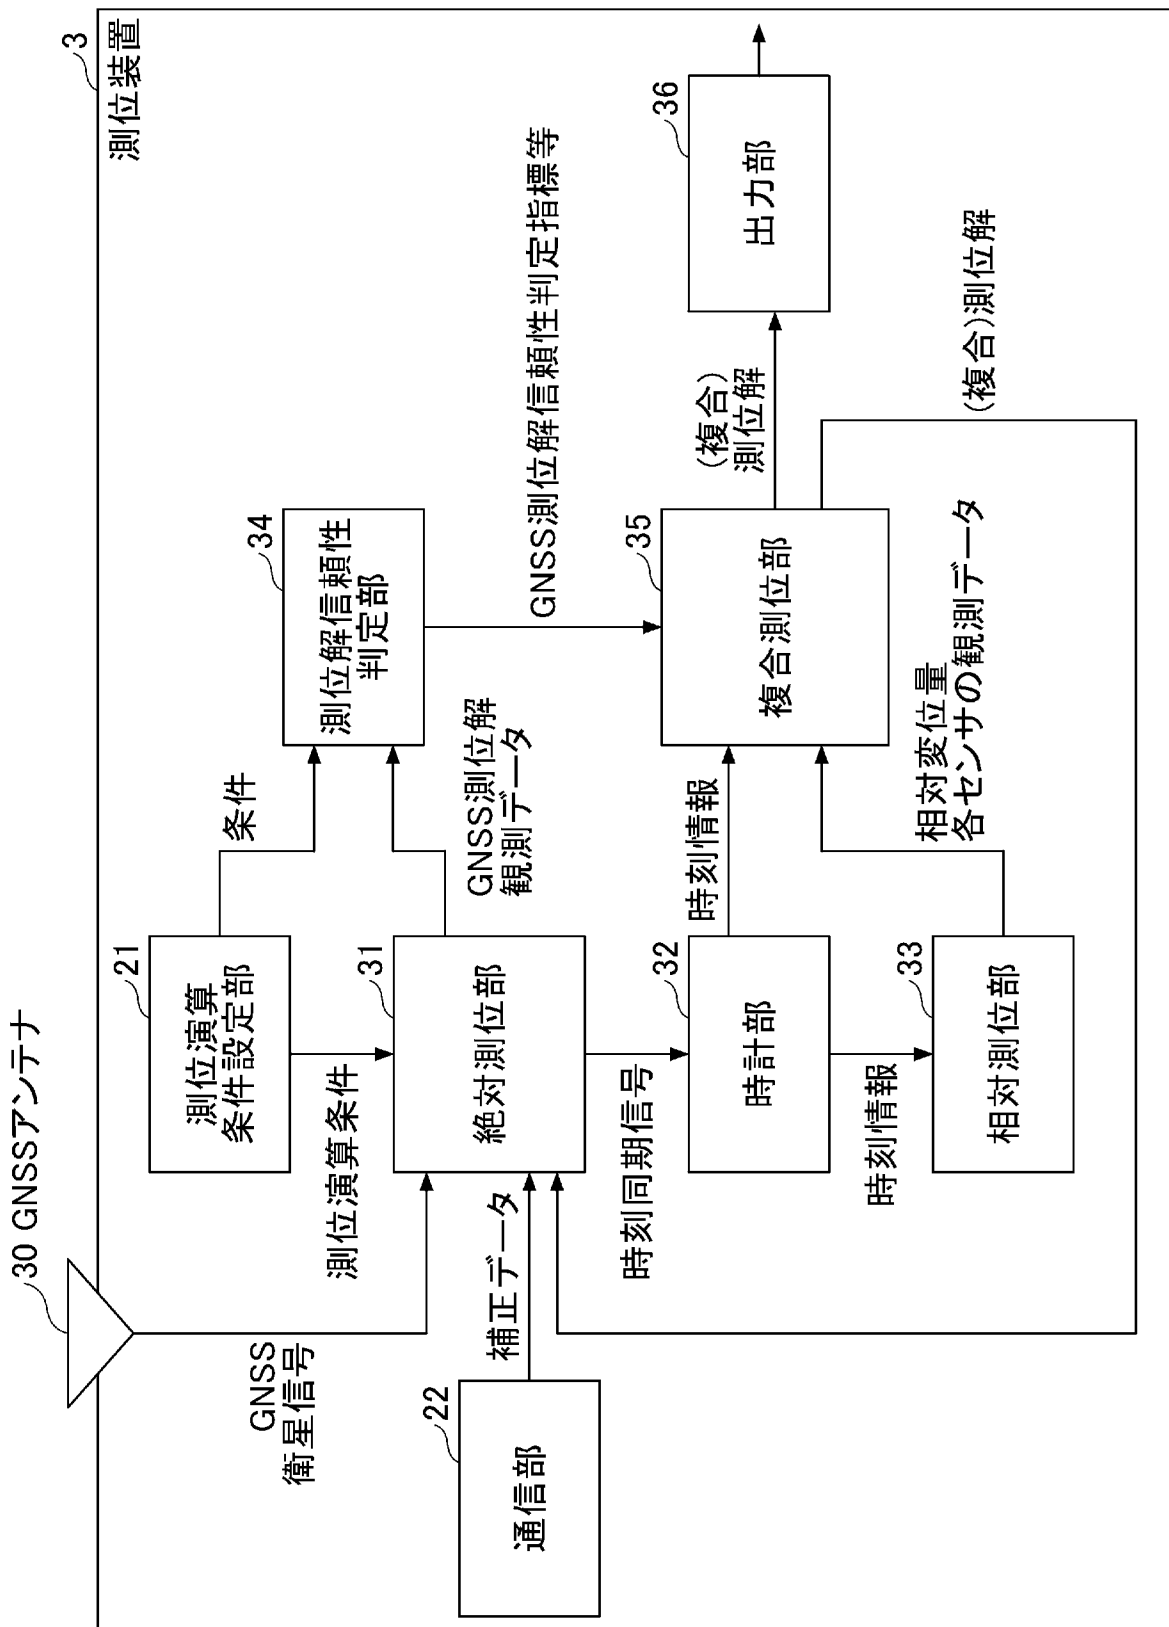 3
測位装置
30 GNSSアンテナ
GNSS
衛星信号
21
測位演算
条件設定部
条件
測位演算条件
34
測位解信頼性
判定部
31
絶対測位部
GNSS測位解
観測データ
GNSS測位解信頼性判定指標等
22
通信部
補正データ
時刻同期信号
32
時計部
時刻情報
35
複合測位部
(複合)
測位解
36
出力部
時刻情報
33
相対測位部
相対変位量
各センサの観測データ
(複合)測位解